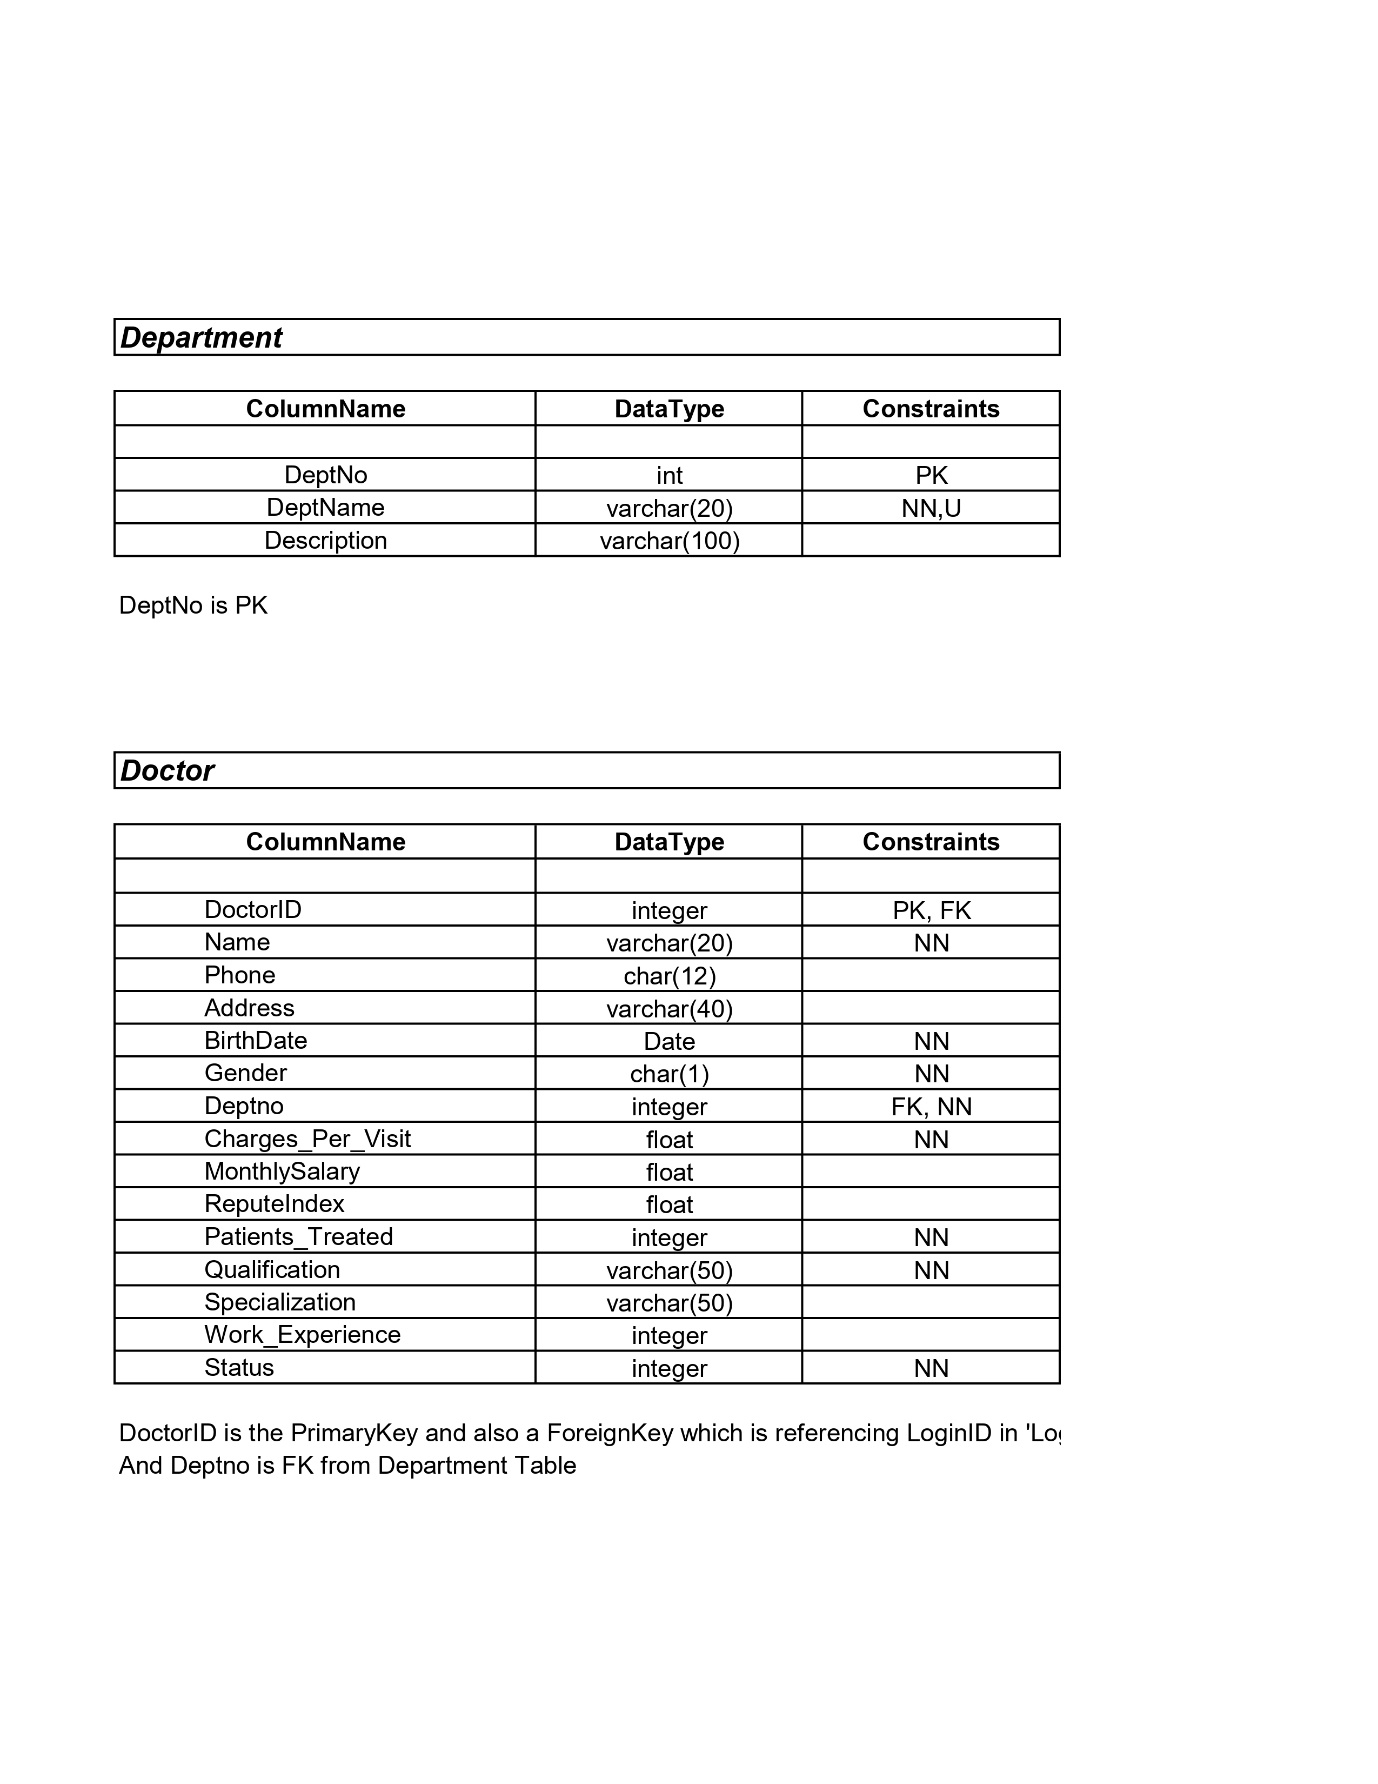 Department
ColumnName DataType Constraints
DeptNo int PK
DeptName varchar(20) NN,U
Description varchar(100)
DeptNo is PK
Doctor
ColumnName DataType Constraints
DoctorID integer PK, FK
Name varchar(20) NN
Phone char(12)
Address varchar(40)
BirthDate Date NN
Gender char(1) NN
Deptno integer FK, NN
Charges_Per_Visit float NN
MonthlySalary float
ReputeIndex float
Patients_Treated integer NN
Qualification varchar(50) NN
Specialization varchar(50)
Work_Experience integer
Status integer NN
DoctorID is the PrimaryKey and also a ForeignKey which is referencing LoginID in
And Deptno is FK from Department Table